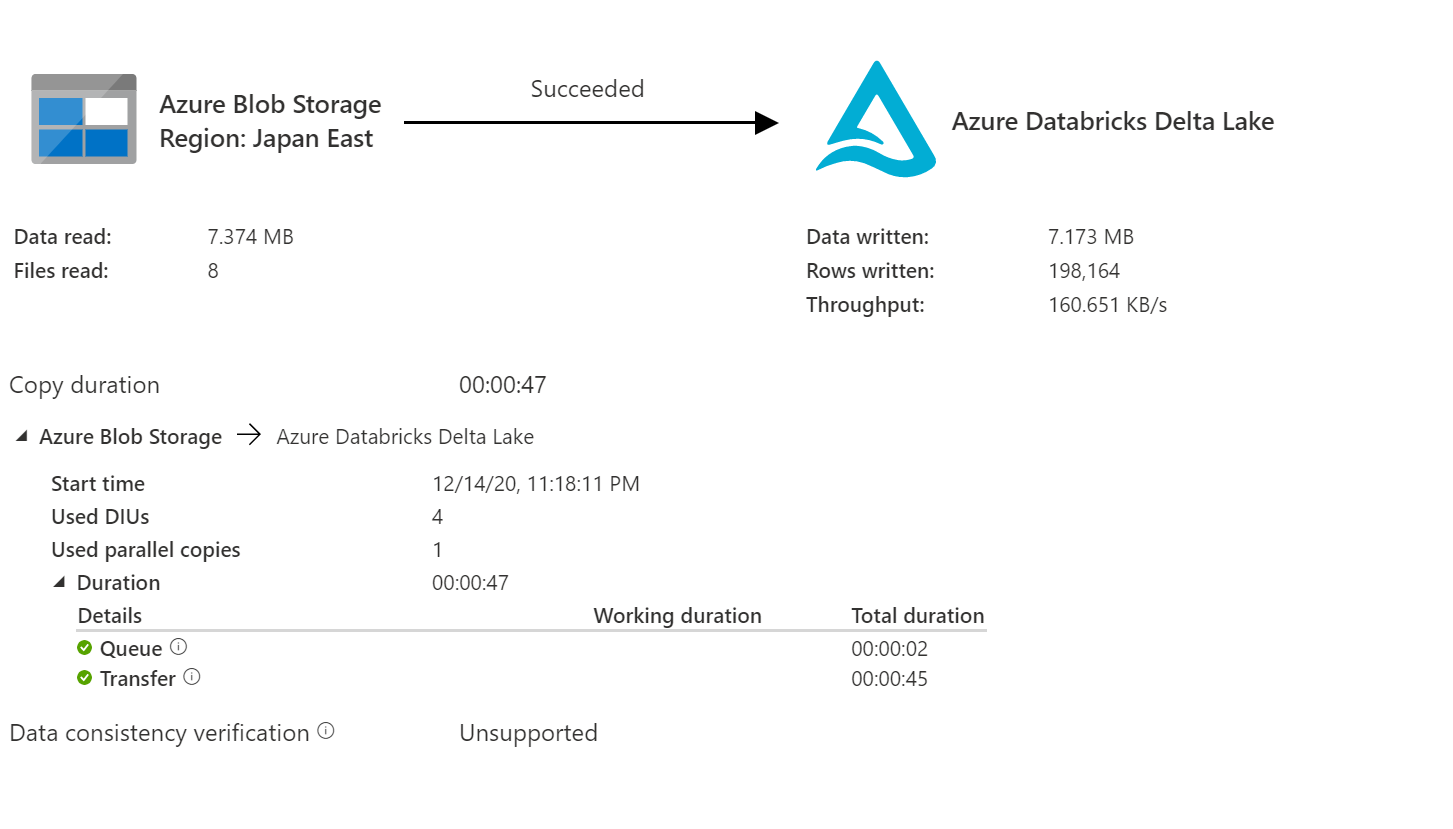 Succeeded
Azure Blob Storage
Region: Japan East
Azure Databricks Delta Lake
Data read: 7.374 MB
Files read: 8
Data written: 7.173 MB
Rows written: 198,164
Throughput: 160.651 KB/s
Copy duration 00:00:47
Azure Blob Storage → Azure Databricks Delta Lake
Start time 12/14/20, 11:18:11 PM
Used DIUs 4
Used parallel copies 1
Duration 00:00:47
Details Working duration Total duration
Queue 00:00:02
Transfer 00:00:45
Data consistency verification Unsupported